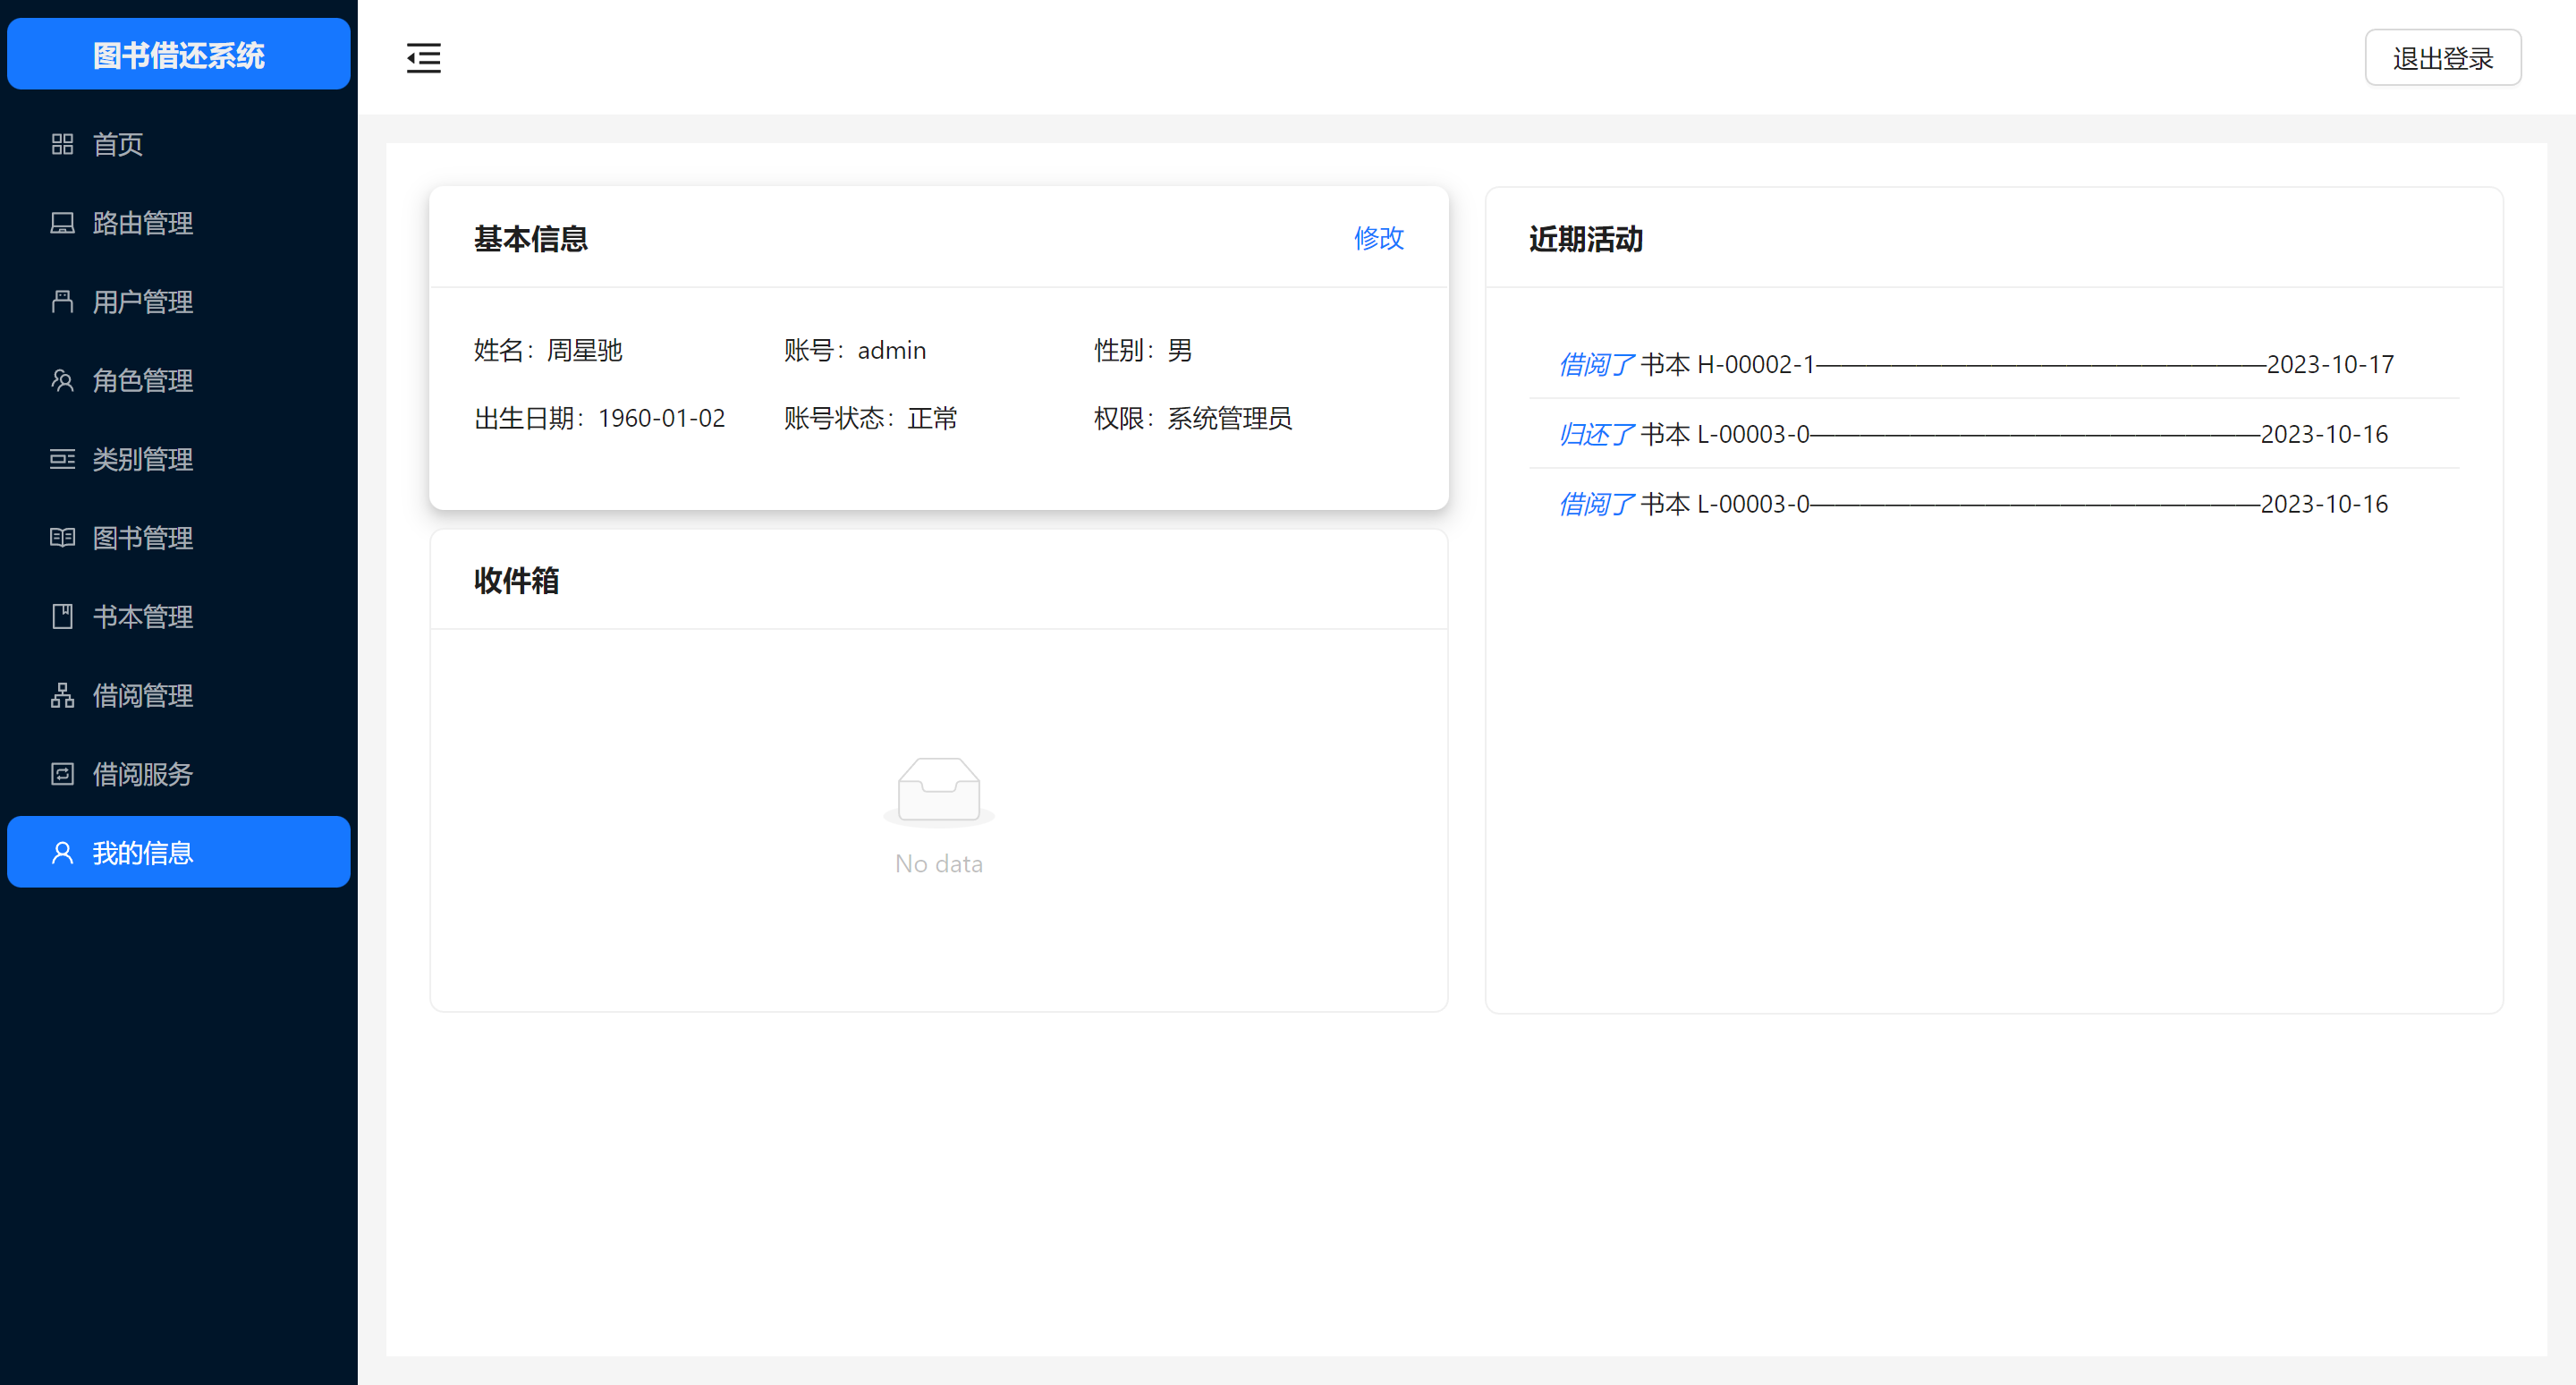 图书借还系统
首页
路由管理
用户管理
角色管理
类别管理
图书管理
书本管理
借阅管理
借阅服务
我的信息
退出登录
基本信息 修改
姓名：周星驰 账号：admin 性别：男
出生日期：1960-01-02 账号状态：正常 权限：系统管理员
收件箱
No data
近期活动
借阅了 书本 H-00002-1——————————————————2023-10-17
归还了 书本 L-00003-0——————————————————2023-10-16
借阅了 书本 L-00003-0——————————————————2023-10-16